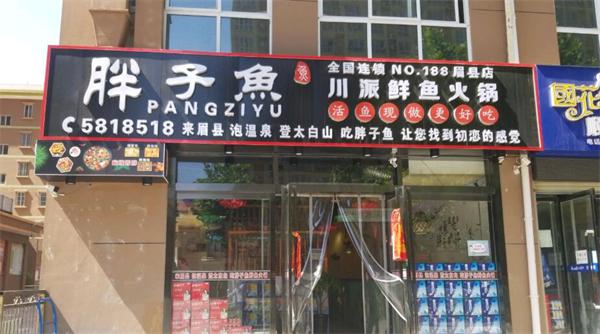 胖子魚
PANGZIYU
全国连锁 NO.188 眉县店
川派鲜鱼火锅
活鱼现做更好吃
5818518 来眉县 泡温泉 登太白山 吃胖子鱼 让您找到初恋的感觉
國花